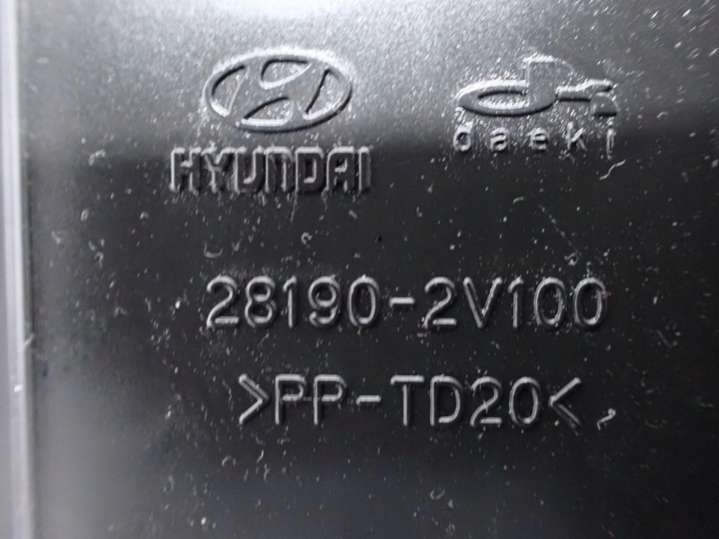 HYUNDAI
daeki
28190-2V100
>PP-TD20<